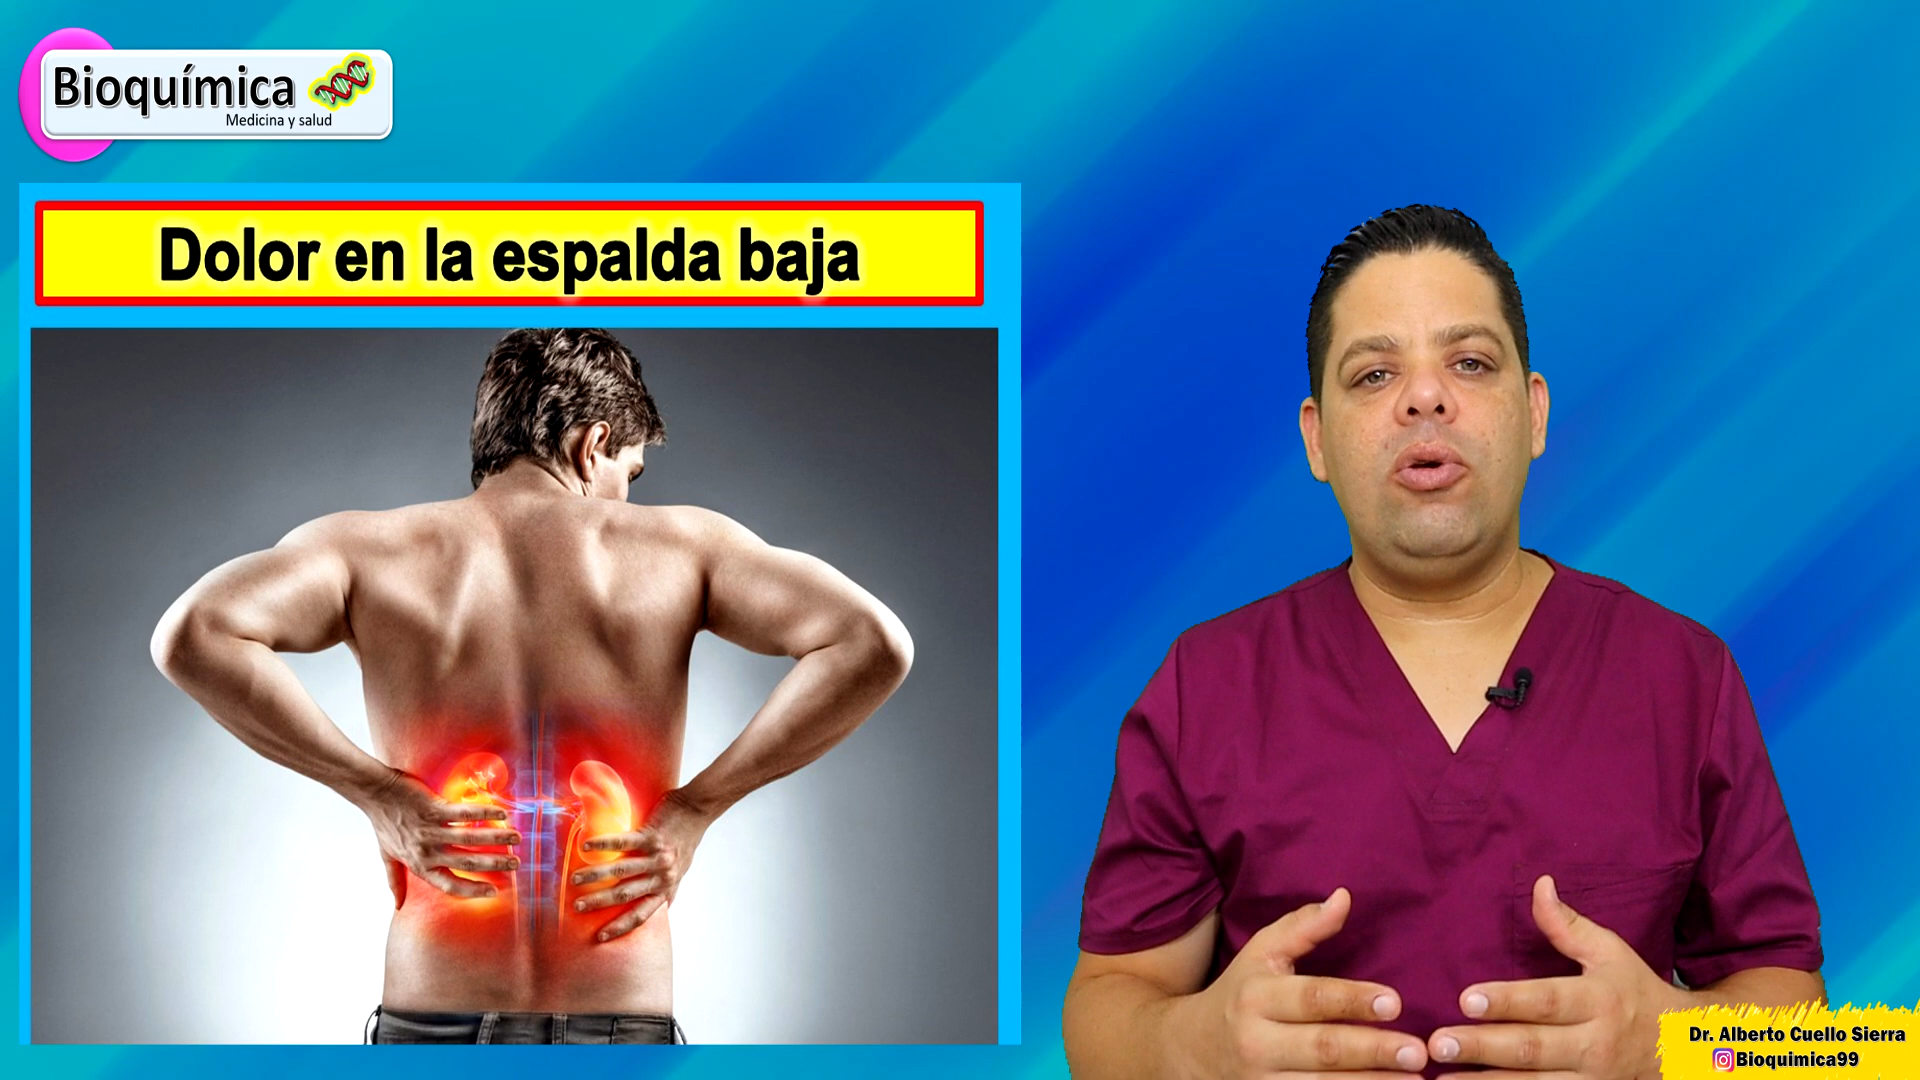 Bioquímica
Medicina y salud
Dolor en la espalda baja
Dr. Alberto Cuello Sierra
Bioquimica99